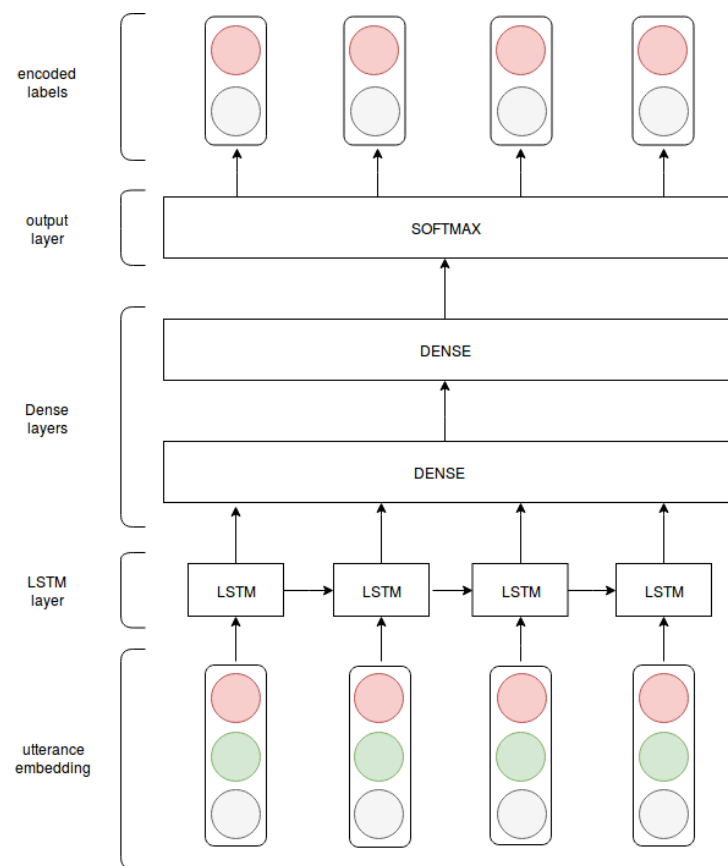 encoded
labels
output
layer
SOFTMAX
DENSE
Dense
layers
DENSE
LSTM
layer
LSTM
LSTM
LSTM
LSTM
utterance
embedding